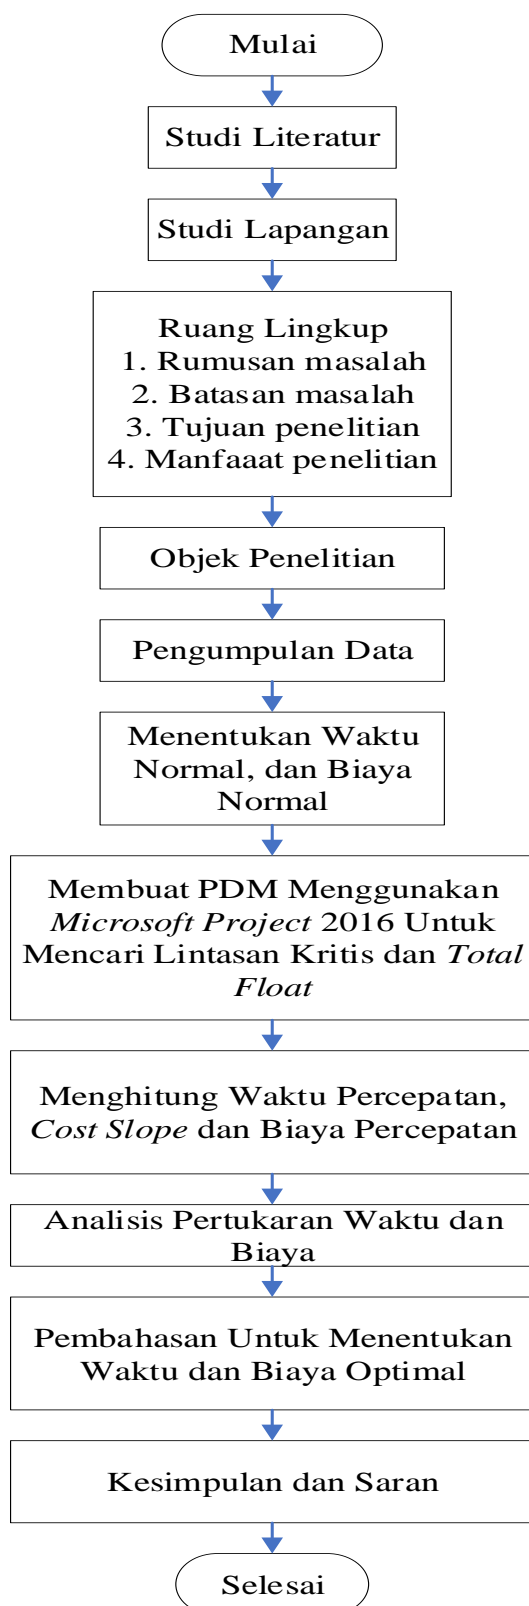 Mulai
Studi Literatur
Studi Lapangan
Ruang Lingkup
1. Rumusan masalah
2. Batasan masalah
3. Tujuan penelitian
4. Manfaaat penelitian
Objek Penelitian
Pengumpulan Data
Menentukan Waktu
Normal, dan Biaya
Normal
Membuat PDM Menggunakan
Microsoft Project 2016 Untuk
Mencari Lintasan Kritis dan Total
Float
Menghitung Waktu Percepatan,
Cost Slope dan Biaya Percepatan
Analisis Pertukaran Waktu dan
Biaya
Pembahasan Untuk Menentukan
Waktu dan Biaya Optimal
Kesimpulan dan Saran
Selesai